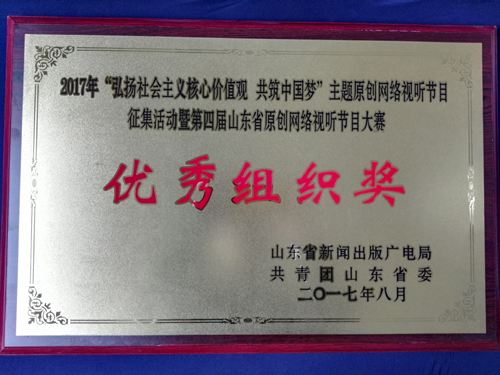 2017年“弘扬社会主义核心价值观 共筑中国梦”主题原创网络视听节目
征集活动暨第四届山东省原创网络视听节目大赛
优秀组织奖
山东省新闻出版广电局
共青团山东省委
二〇一七年八月